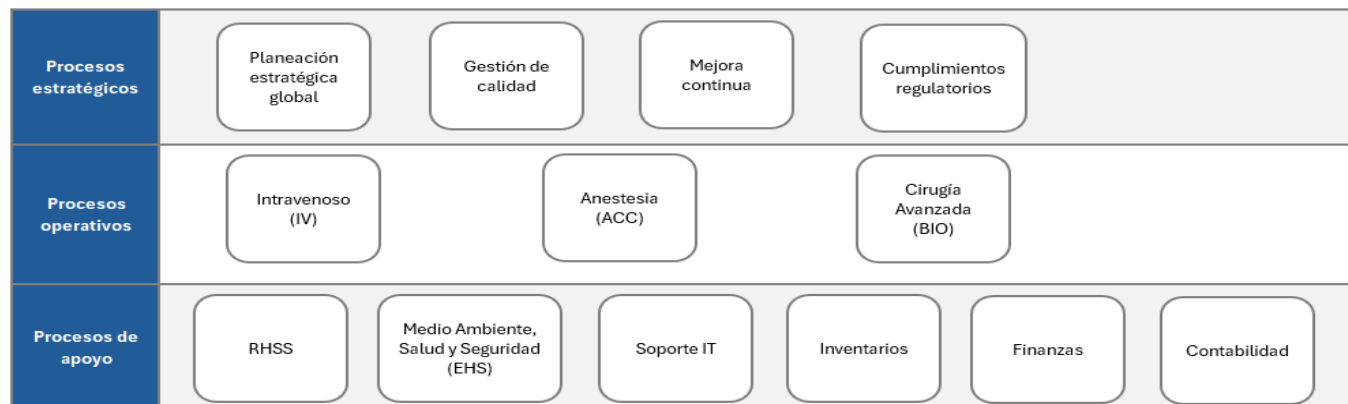 Procesos
estratégicos
Planeación
estratégica
global
Gestión de
calidad
Mejora
continua
Cumplimientos
regulatorios
Procesos
operativos
Intravenoso
(IV)
Anestesia
(ACC)
Cirugía
Avanzada
(BIO)
Procesos de
apoyo
RHSS
Medio Ambiente,
Salud y Seguridad
(EHS)
Soporte IT
Inventarios
Finanzas
Contabilidad